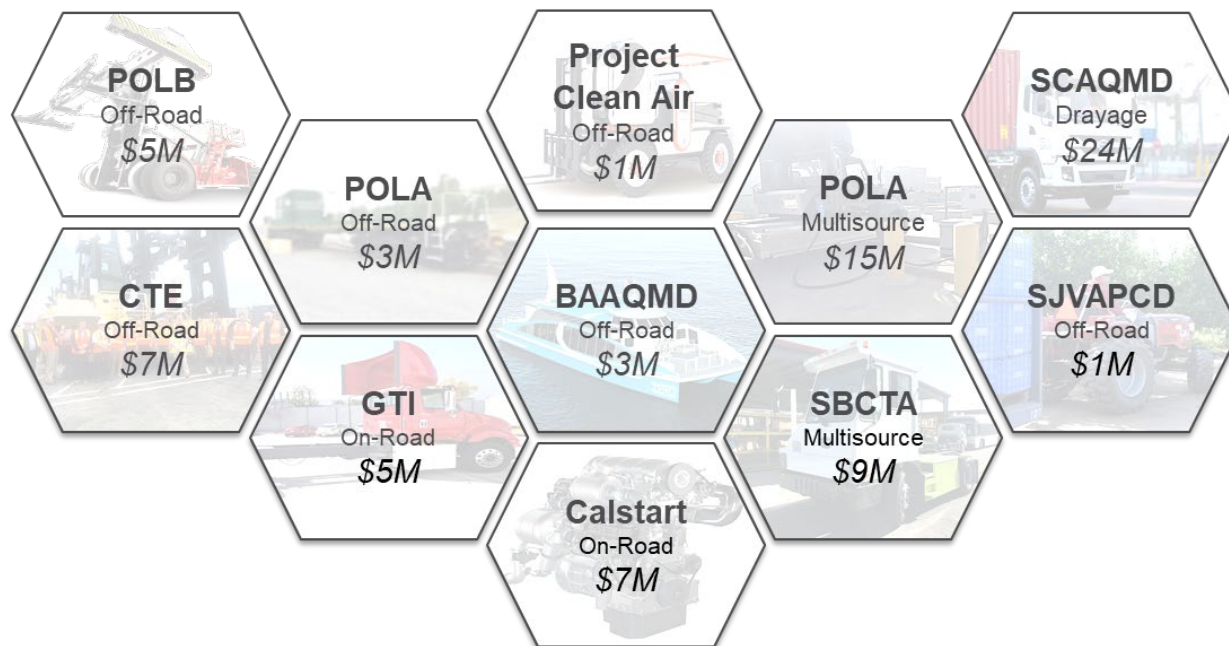 POLB
Off-Road
$5M
Project
Clean Air
Off-Road
$1M
SCAQMD
Drayage
$24M
POLA
Off-Road
$3M
POLA
Multisource
$15M
CTE
Off-Road
$7M
BAAQMD
Off-Road
$3M
SJVAPCD
Off-Road
$1M
GTI
On-Road
$5M
SBCTA
Multisource
$9M
Calstart
On-Road
$7M